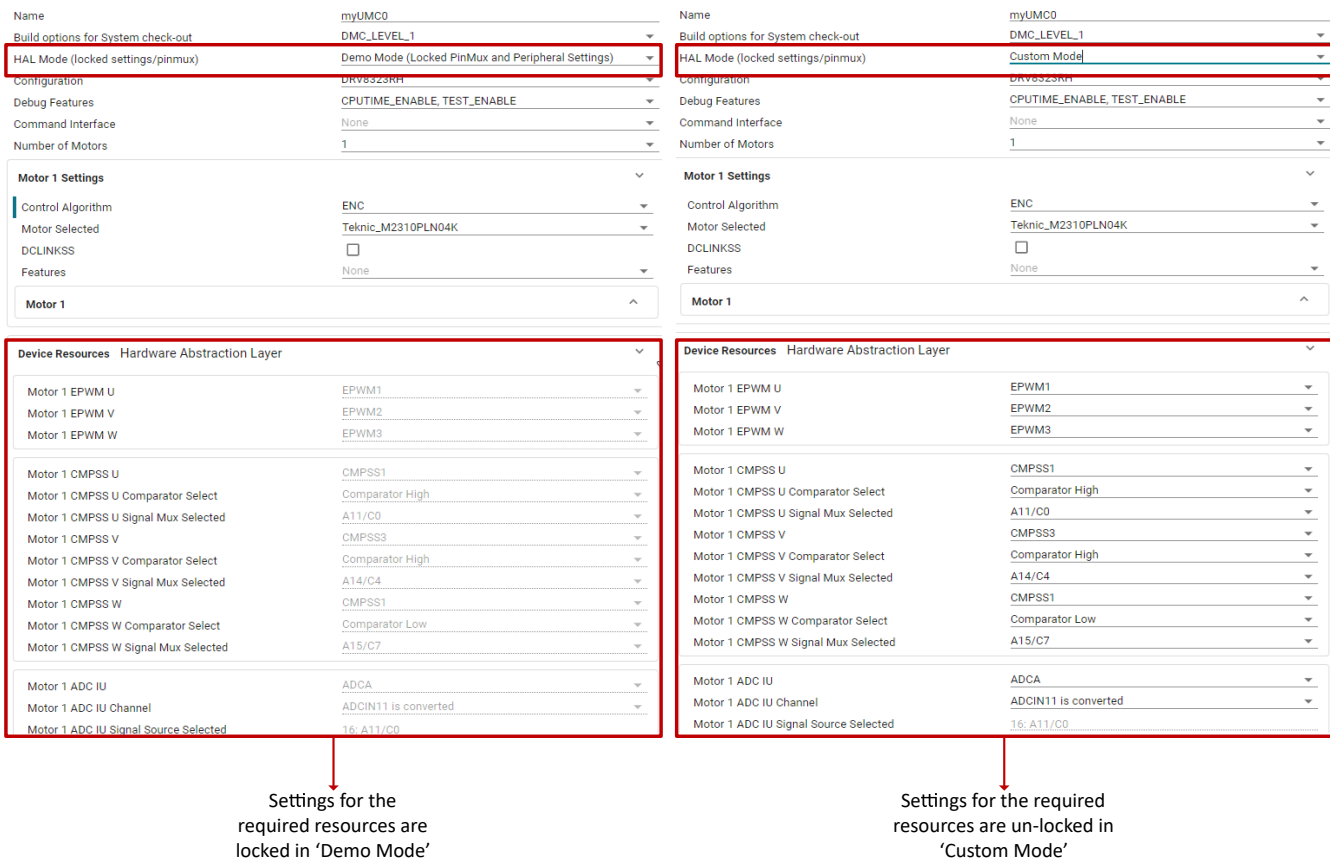 Name myUMC0
Build options for System check-out DMC_LEVEL_1
HAL Mode (locked settings/pinmux) Demo Mode (Locked PinMux and Peripheral Settings)
Configuration DRV8323RH
Debug Features CPUTIME_ENABLE, TEST_ENABLE
Command Interface None
Number of Motors 1
Motor 1 Settings
Control Algorithm ENC
Motor Selected Teknic_M2310PLN04K
DCLINKSS
Features None
Motor 1
Device Resources Hardware Abstraction Layer
Motor 1 EPWM U EPWM1
Motor 1 EPWM V EPWM2
Motor 1 EPWM W EPWM3
Motor 1 CMPSS U CMPSS1
Motor 1 CMPSS U Comparator Select Comparator High
Motor 1 CMPSS U Signal Mux Selected A11/C0
Motor 1 CMPSS V CMPSS3
Motor 1 CMPSS V Comparator Select Comparator High
Motor 1 CMPSS V Signal Mux Selected A14/C4
Motor 1 CMPSS W CMPSS1
Motor 1 CMPSS W Comparator Select Comparator Low
Motor 1 CMPSS W Signal Mux Selected A15/C7
Motor 1 ADC IU ADCA
Motor 1 ADC IU Channel ADCIN11 is converted
Motor 1 ADC IU Signal Source Selected 16: A11/C0
Settings for the
required resources are
locked in ‘Demo Mode’
Name myUMC0
Build options for System check-out DMC_LEVEL_1
HAL Mode (locked settings/pinmux) Custom Mode
Configuration DRV8323RH
Debug Features CPUTIME_ENABLE, TEST_ENABLE
Command Interface None
Number of Motors 1
Motor 1 Settings
Control Algorithm ENC
Motor Selected Teknic_M2310PLN04K
DCLINKSS
Features None
Motor 1
Device Resources Hardware Abstraction Layer
Motor 1 EPWM U EPWM1
Motor 1 EPWM V EPWM2
Motor 1 EPWM W EPWM3
Motor 1 CMPSS U CMPSS1
Motor 1 CMPSS U Comparator Select Comparator High
Motor 1 CMPSS U Signal Mux Selected A11/C0
Motor 1 CMPSS V CMPSS3
Motor 1 CMPSS V Comparator Select Comparator High
Motor 1 CMPSS V Signal Mux Selected A14/C4
Motor 1 CMPSS W CMPSS1
Motor 1 CMPSS W Comparator Select Comparator Low
Motor 1 CMPSS W Signal Mux Selected A15/C7
Motor 1 ADC IU ADCA
Motor 1 ADC IU Channel ADCIN11 is converted
Motor 1 ADC IU Signal Source Selected 16: A11/C0
Settings for the required
resources are un-locked in
‘Custom Mode’